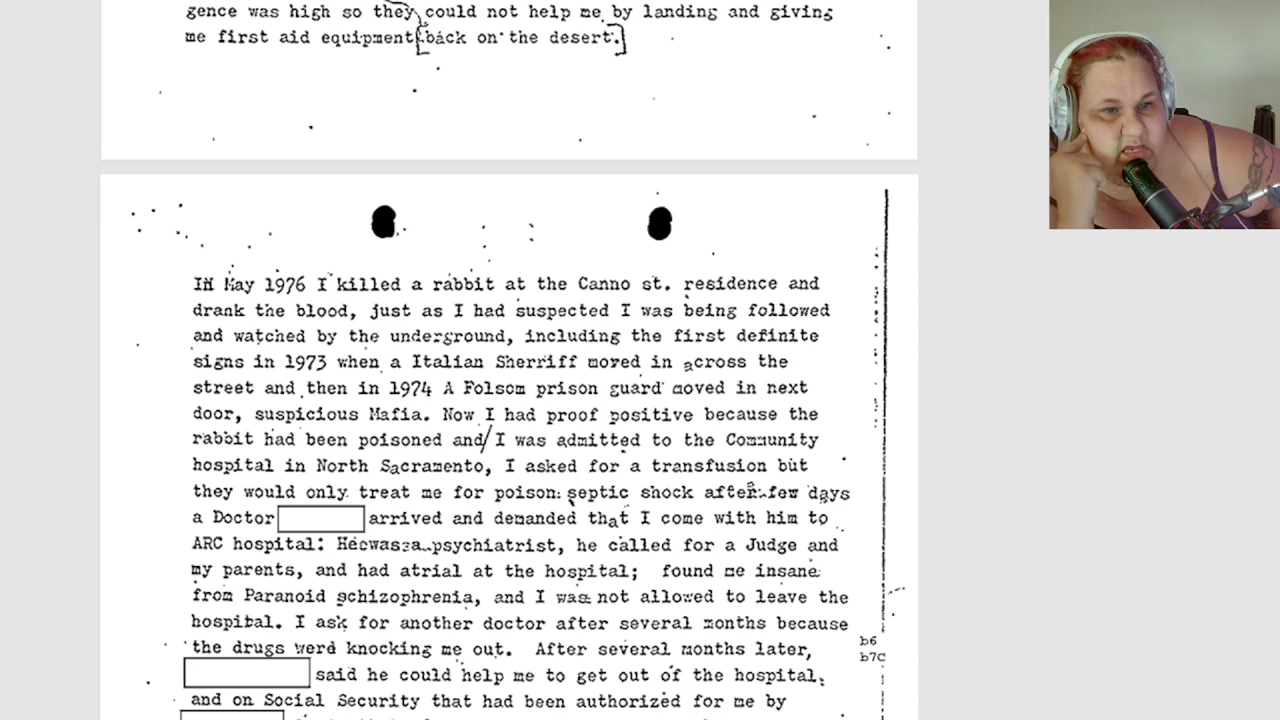 gence was high so they could not help me by landing and giving
me first aid equipment[back on the desert.]
IN May 1976 I killed a rabbit at the Canno st. residence and
drank the blood, just as I had suspected I was being followed
and watched by the underground, including the first definite
signs in 1973 when a Italian Sherriff moved in across the
street and then in 1974 A Folsom prison guard moved in next
door, suspicious Mafia. Now I had proof positive because the
rabbit had been poisoned and/I was admitted to the Community
hospital in North Sacramento, I asked for a transfusion but
they would only treat me for poison: septic shock after few days
a Doctor arrived and demanded that I come with him to
ARC hospital: He was a psychiatrist, he called for a Judge and
my parents, and had atrial at the hospital; found me insane
from Paranoid schizophrenia, and I was not allowed to leave the
hospital. I ask for another doctor after several months because
the drugs werd knocking me out. After several months later,
b6
b7C
said he could help me to get out of the hospital,
and on Social Security that had been authorized for me by